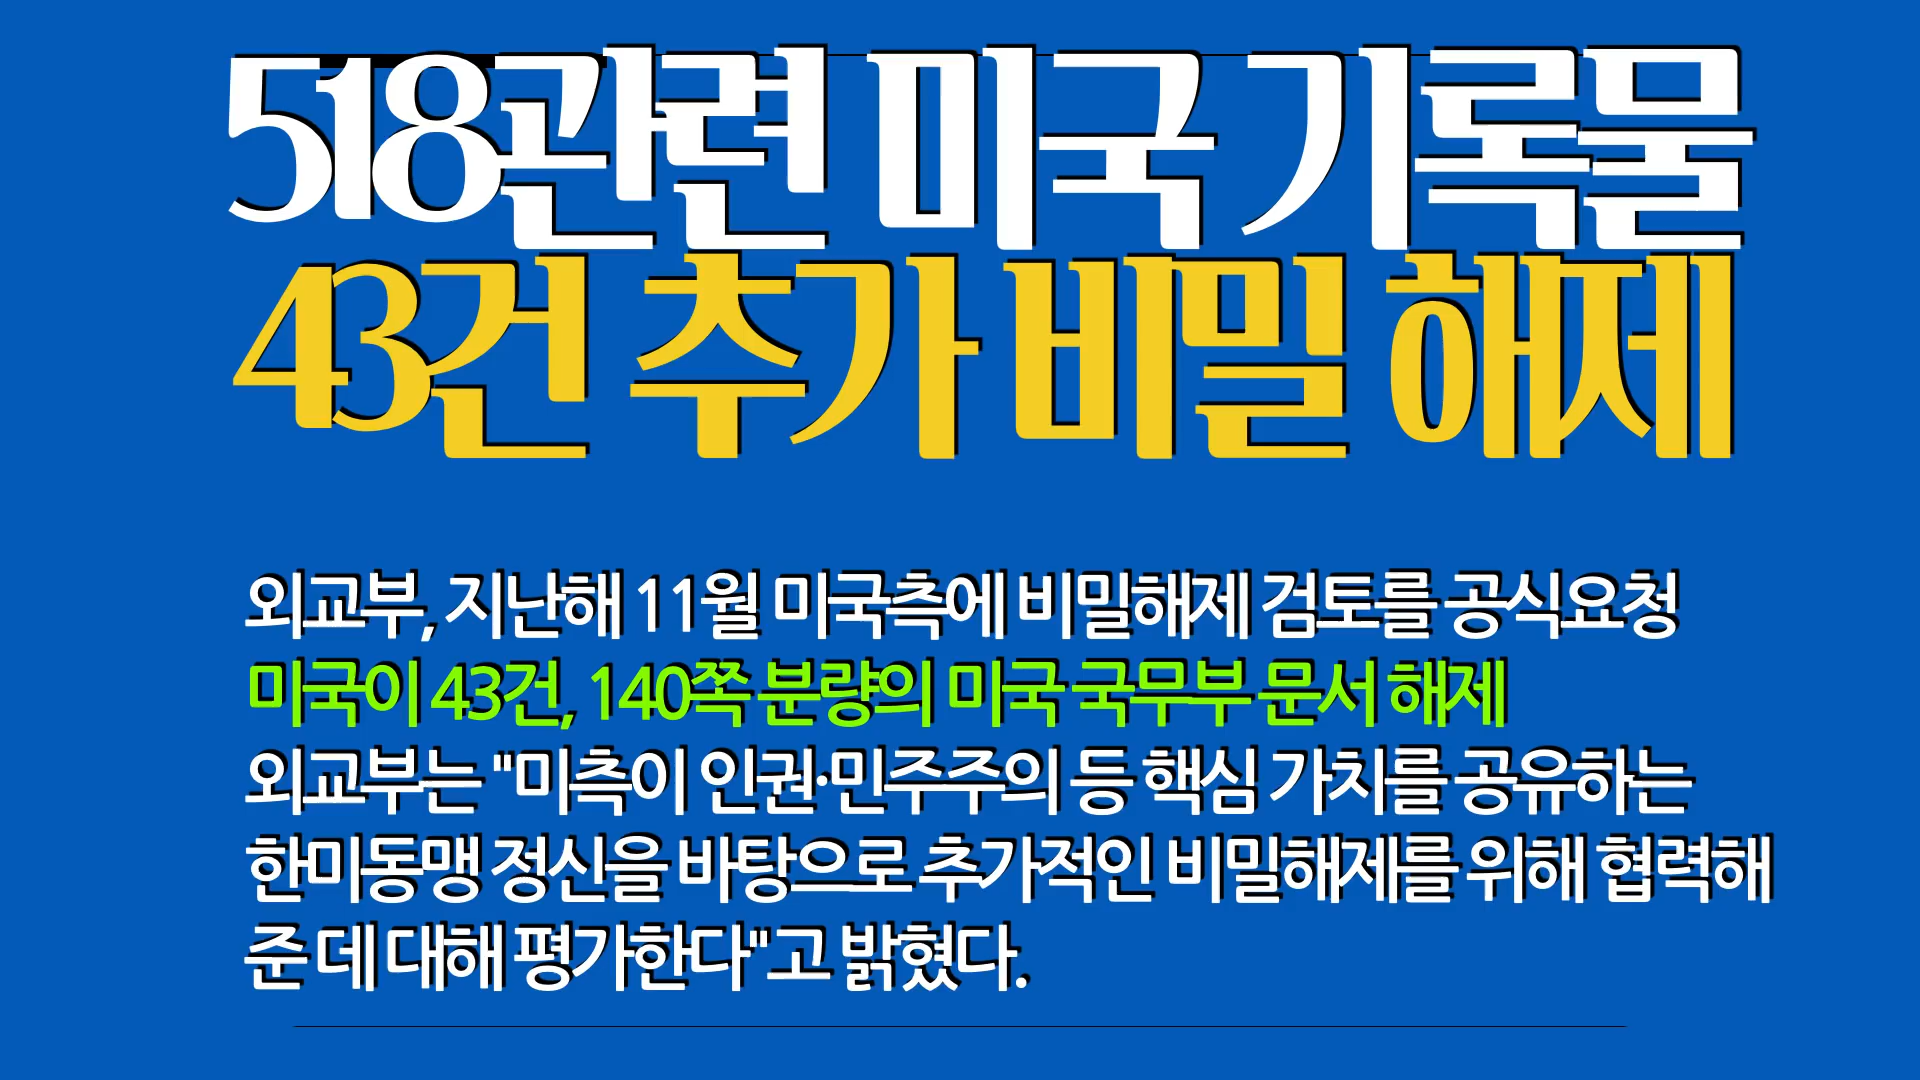 518관련 미국 기록물
43건 추가 비밀 해제
외교부, 지난해 11월 미국측에 비밀해제 검토를 공식요청
미국이 43건, 140쪽 분량의 미국 국무부 문서 해제
외교부는 "미측이 인권·민주주의 등 핵심 가치를 공유하는
한미동맹 정신을 바탕으로 추가적인 비밀해제를 위해 협력해
준 데 대해 평가한다"고 밝혔다.